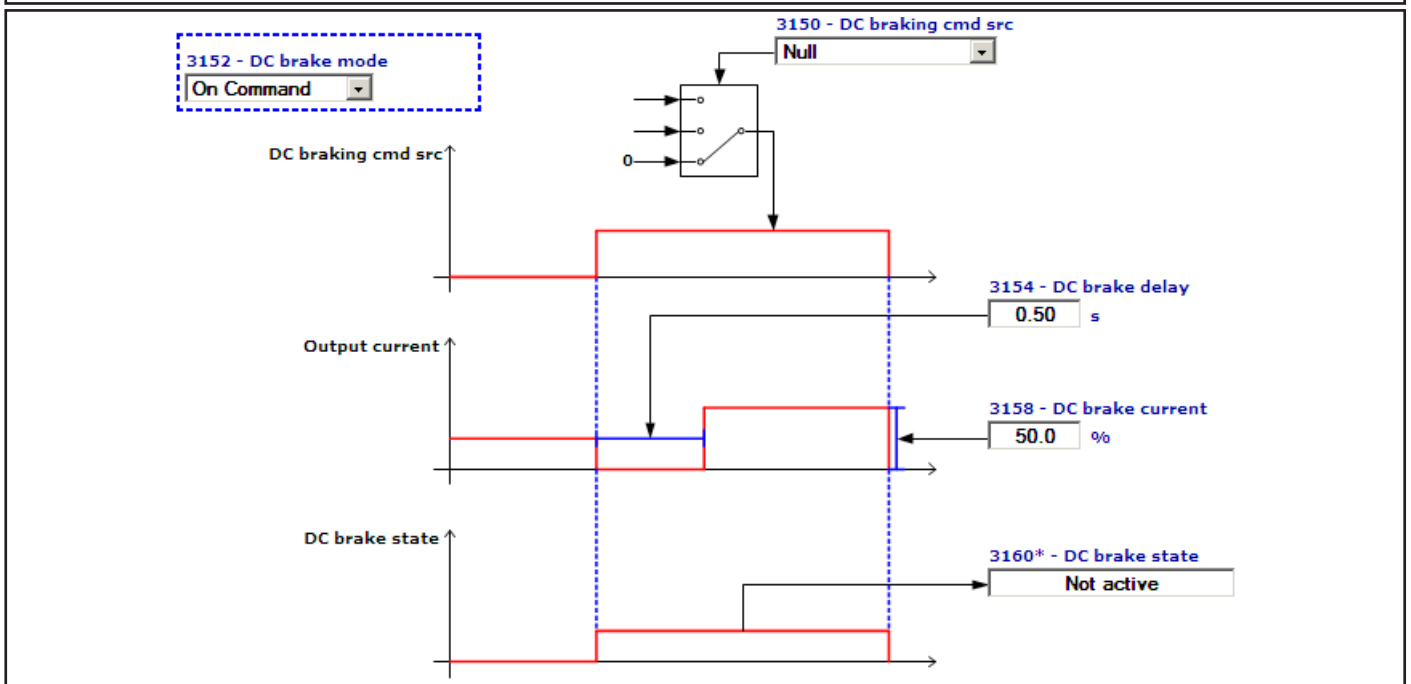 3150 - DC braking cmd src
Null
3152 - DC brake mode
On Command
DC braking cmd src
0
3154 - DC brake delay
0.50 s
Output current
3158 - DC brake current
50.0 %
DC brake state
3160* - DC brake state
Not active